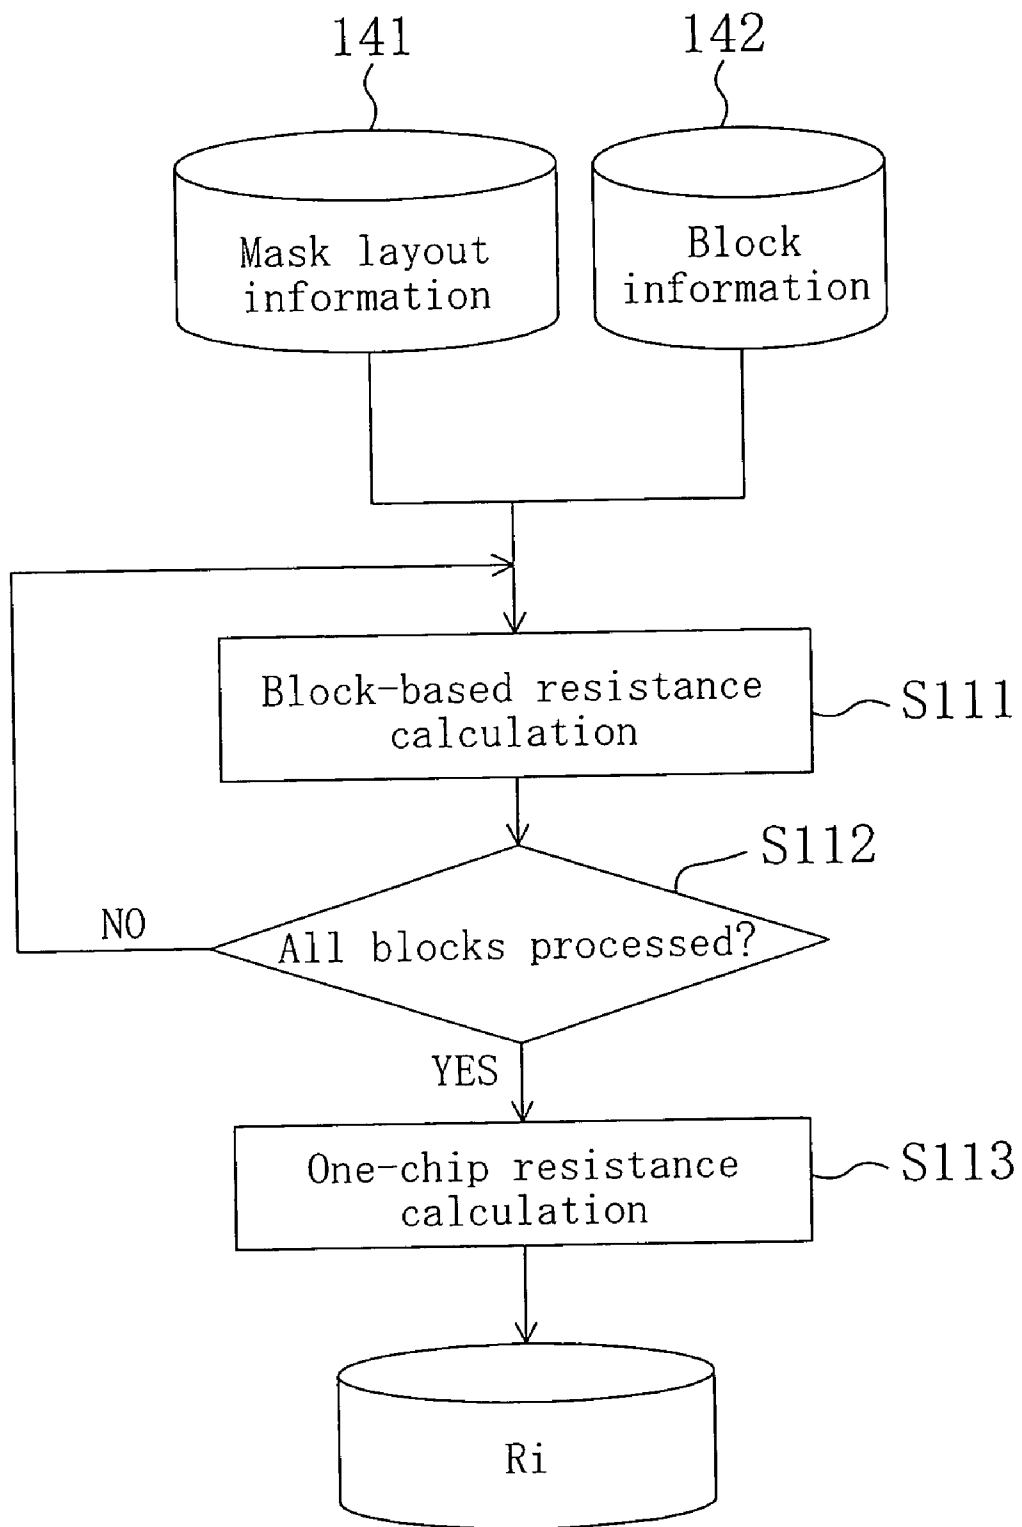 141
142
Mask layout
information
Block
information
Block-based resistance
calculation
S111
S112
NO
All blocks processed?
YES
One-chip resistance
calculation
S113
Ri